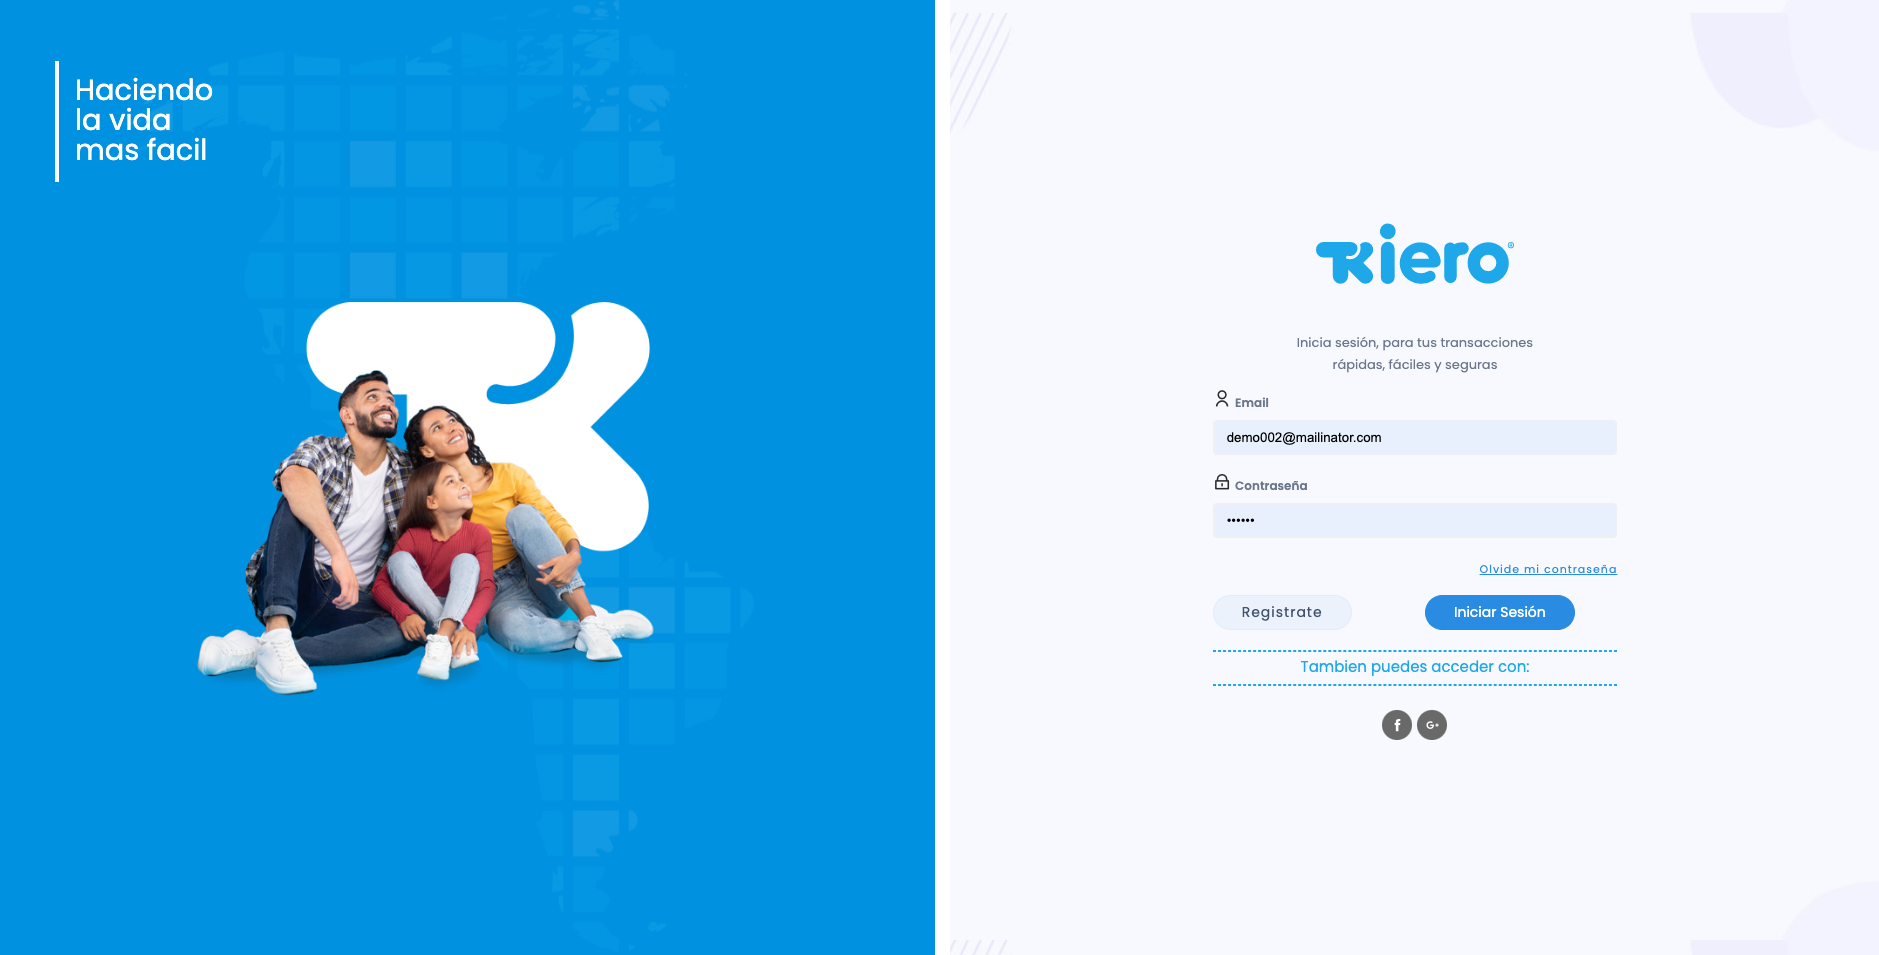 Haciendo
la vida
mas facil
TKiero®
Inicia sesión, para tus transacciones
rápidas, fáciles y seguras
Email
demo002@mailinator.com
Contraseña
••••••
Olvide mi contraseña
Registrate
Iniciar Sesión
Tambien puedes acceder con:
f
G+